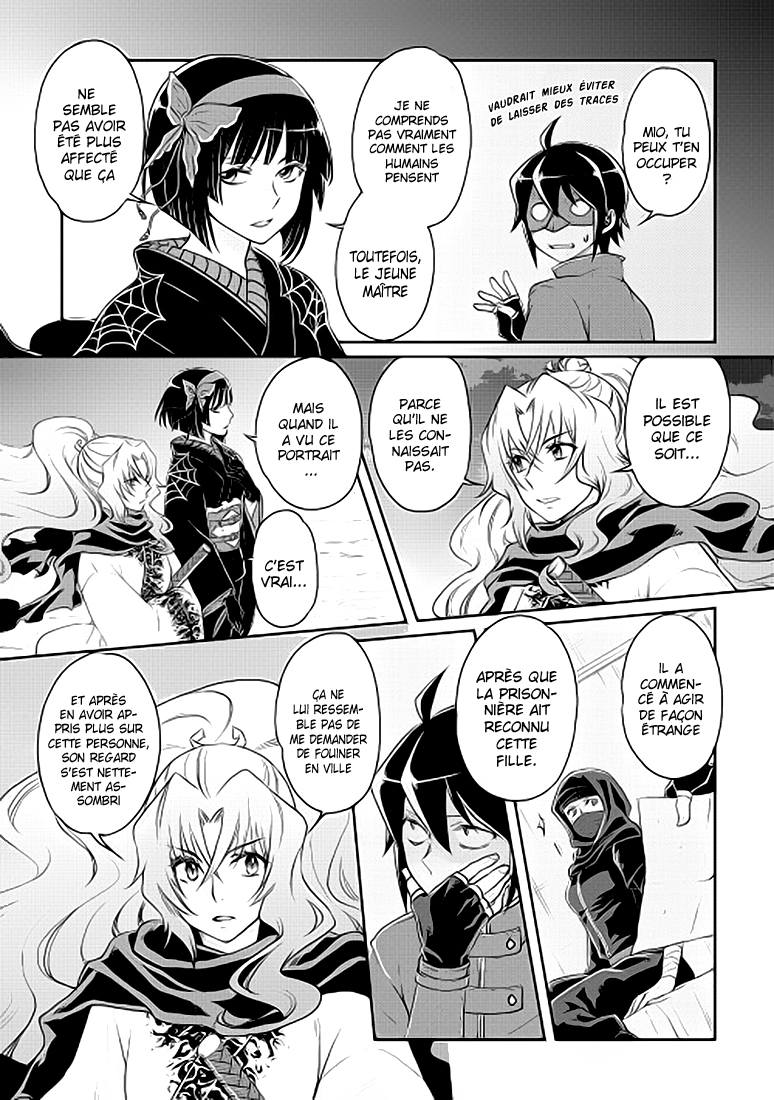 MIO, TU
PEUX T'EN
OCCUPER
?
VAUDRAIT MIEUX ÉVITER
DE LAISSER DES TRACES
JE NE
COMPRENDS
PAS VRAIMENT
COMMENT LES
HUMAINS
PENSENT
TOUTEFOIS,
LE JEUNE
MAÎTRE
NE
SEMBLE
PAS AVOIR
ÉTÉ PLUS
AFFECTÉ
QUE ÇA
IL EST
POSSIBLE
QUE CE
SOIT...
PARCE
QU'IL NE
LES CON-
NAISSAIT
PAS.
MAIS
QUAND IL
A VU CE
PORTRAIT
...
C'EST
VRAI...
IL A
COMMEN-
CÉ À AGIR
DE FAÇON
ÉTRANGE
APRÈS QUE
LA PRISON-
NIÈRE AIT
RECONNU
CETTE
FILLE.
ÇA NE
LUI RESSEM-
BLE PAS DE
ME DEMANDER
DE FOUINER
EN VILLE
ET APRÈS
EN AVOIR AP-
PRIS PLUS SUR
CETTE PERSONNE,
SON REGARD
S'EST NETTE-
MENT AS-
SOMBRI